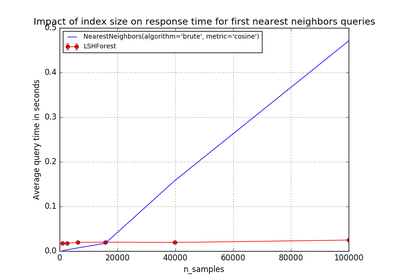 Impact of index size on response time for first nearest neighbors queries
NearestNeighbors(algorithm='brute', metric='cosine')
LSHForest
Average query time in seconds
0.5
0.4
0.3
0.2
0.1
0.0
0 20000 40000 60000 80000 100000
n_samples